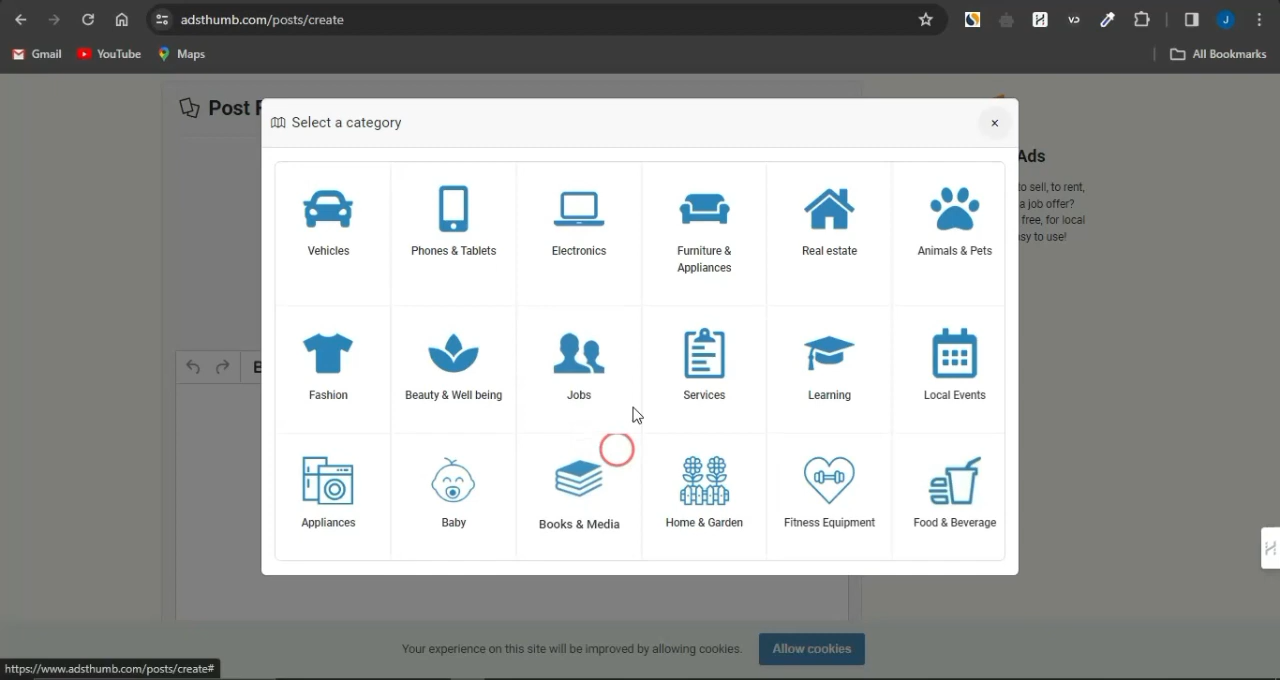 adsthumb.com/posts/create
Gmail
YouTube
Maps
All Bookmarks
Post F
Select a category
×
Ads
to sell, to rent,
a job offer?
free, for local
sy to use!
Vehicles
Phones & Tablets
Electronics
Furniture &
Appliances
Real estate
Animals & Pets
Fashion
Beauty & Well being
Jobs
Services
Learning
Local Events
Appliances
Baby
Books & Media
Home & Garden
Fitness Equipment
Food & Beverage
Your experience on this site will be improved by allowing cookies.
Allow cookies
https://www.adsthumb.com/posts/create#
J